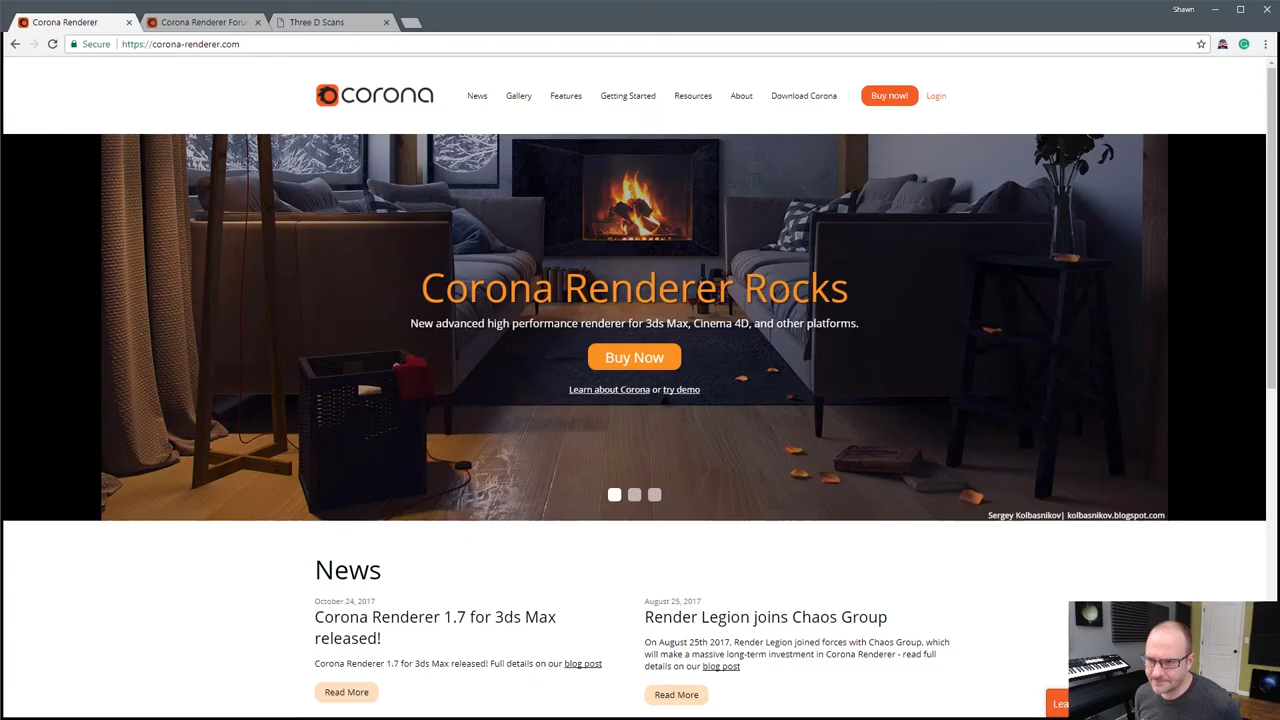 Shawn
Corona Renderer
Corona Renderer Foru
Three D Scans
Secure
https://corona-renderer.com
corona
News
Gallery
Features
Getting Started
Resources
About
Download Corona
Buy now!
Login
Corona Renderer Rocks
New advanced high performance renderer for 3ds Max, Cinema 4D, and other platforms.
Buy Now
Learn about Corona or try demo
Sergey Kolbasnikov| kolbasnikov.blogspot.com
News
October 24, 2017
Corona Renderer 1.7 for 3ds Max
released!
Corona Renderer 1.7 for 3ds Max released! Full details on our blog post
Read More
August 25, 2017
Render Legion joins Chaos Group
On August 25th 2017, Render Legion joined forces with Chaos Group, which
will make a massive long-term investment in Corona Renderer - read full
details on our blog post
Read More
Lea